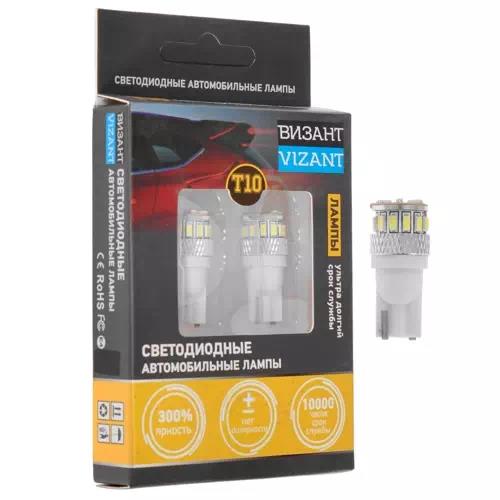 СВЕТОДИОДНЫЕ АВТОМОБИЛЬНЫЕ ЛАМПЫ
ВИЗАНТ
VIZANT
T10
ЛАМПЫ
Ультра долгий
срок службы
СВЕТОДИОДНЫЕ
АВТОМОБИЛЬНЫЕ ЛАМПЫ
300%
яркость
±
нет
полярности
10000
часов
срок
службы
ВИЗАНТ
VIZANT
СВЕТОДИОДНЫЕ
АВТОМОБИЛЬНЫЕ ЛАМПЫ
CE RoHS